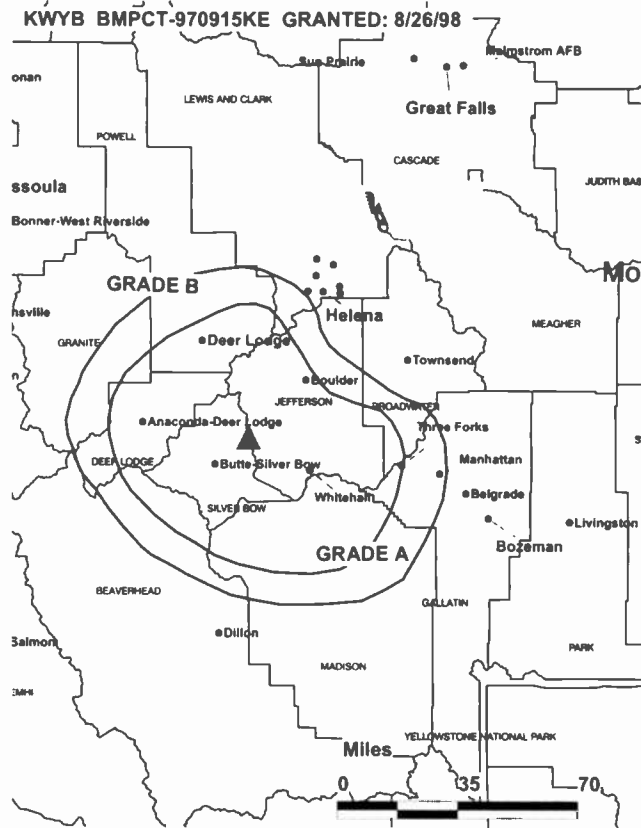 KWYB BMPCT-970915KE GRANTED: 8/26/98
Malmstrom AFB
Sun Prairie
onan
LEWIS AND CLARK
Great Falls
POWELL
CASCADE
JUDITH BAS
ssoula
Bonner-West Riverside
Mo
GRADE B
nsville
Helena
MEAGHER
GRANITE
Deer Lodge
Townsend
n
Boulder
JEFFERSON
BROADWATER
Anaconda-Deer Lodge
Three Forks
s
DEER LODGE
Butte-Silver Bow
Manhattan
Whitehall
Belgrade
SILVER BOW
Livingston
Bozeman
GRADE A
BEAVERHEAD
GALLATIN
Dillon
Salmon
PARK
MADISON
EMHI
YELLOWSTONE NATIONAL PARK
Miles
0 35 70